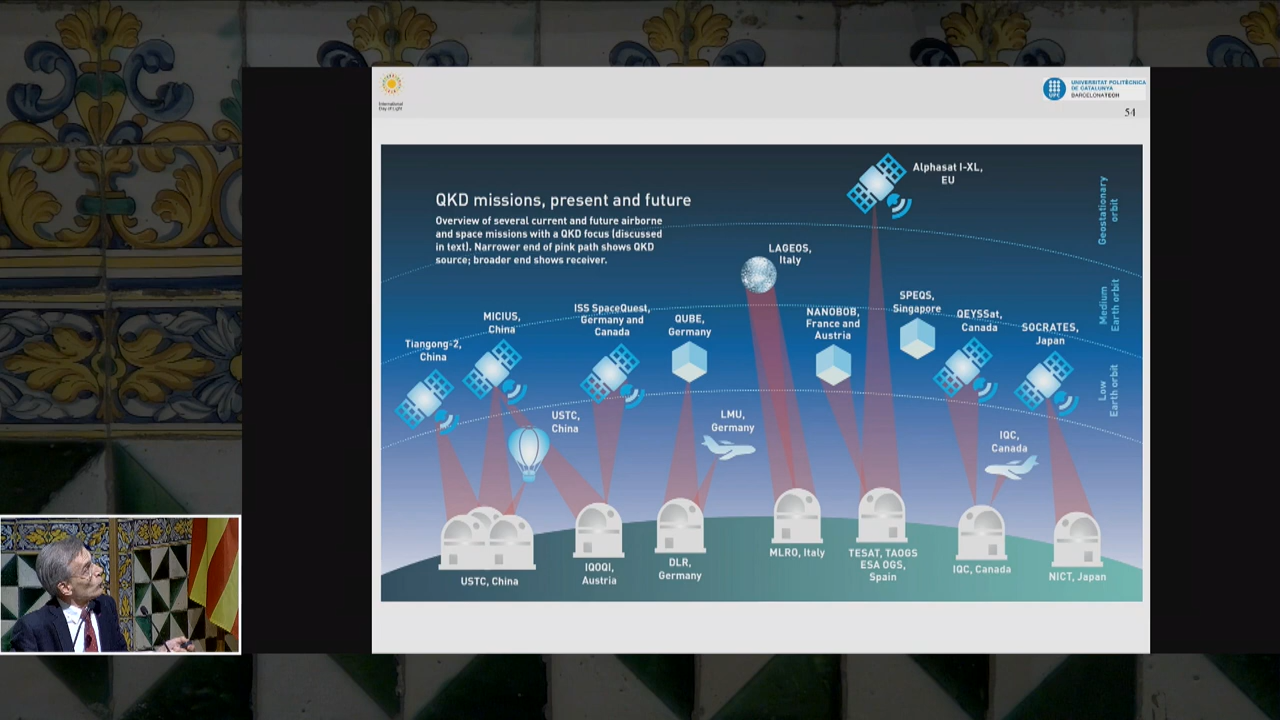 International
Day of Light
UNIVERSITAT POLITÈCNICA
DE CATALUNYA
BARCELONATECH
UPC
54
QKD missions, present and future
Overview of several current and future airborne
and space missions with a QKD focus (discussed
in text). Narrower end of pink path shows QKD
source; broader end shows receiver.
Alphasat I-XL,
EU
Geostationary
orbit
LAGEOS,
Italy
Medium
Earth orbit
SPEQS,
Singapore
ISS SpaceQuest,
Germany and
Canada
MICIUS,
China
QUBE,
Germany
NANOBOB,
France and
Austria
QEYSSat,
Canada
SOCRATES,
Japan
Tiangong-2,
China
Low
Earth orbit
USTC,
China
LMU,
Germany
IQC,
Canada
USTC, China
IQOQI,
Austria
DLR,
Germany
MLRO, Italy
TESAT, TAOGS
ESA OGS,
Spain
IQC, Canada
NICT, Japan